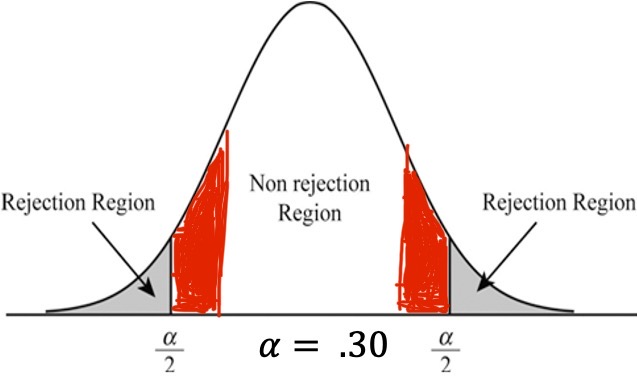 Non rejection
Region
Rejection Region
Rejection Region
α/2
α = .30
α/2